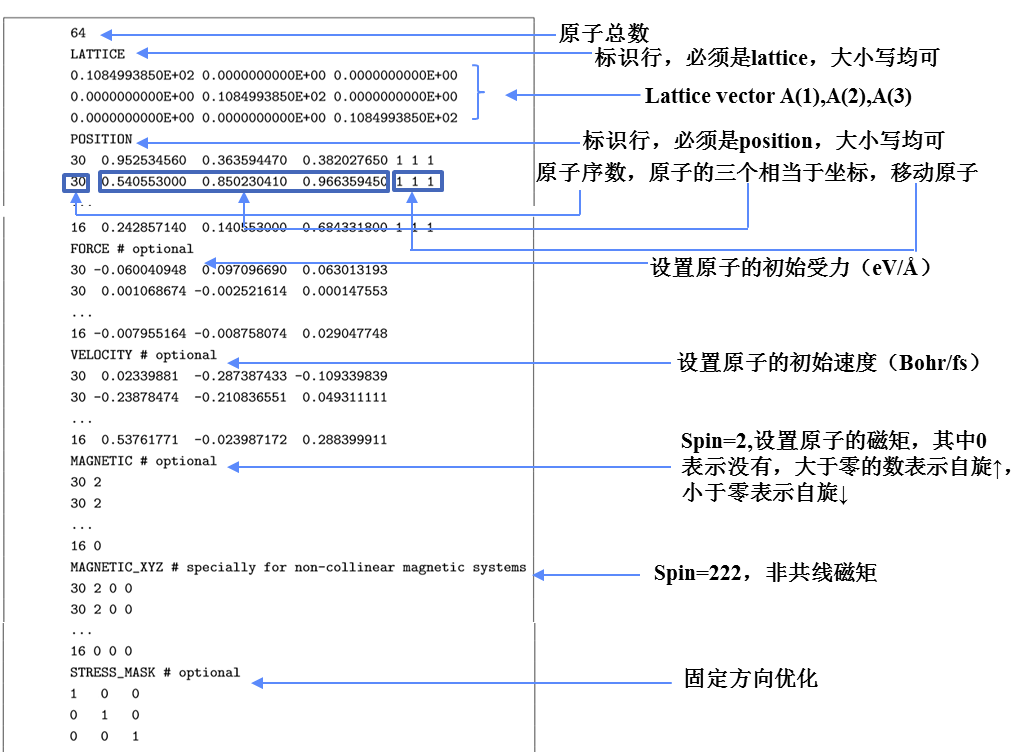 64
原子总数
LATTICE
标识行，必须是lattice，大小写均可
0.1084993850E+02 0.0000000000E+00 0.0000000000E+00
0.0000000000E+00 0.1084993850E+02 0.0000000000E+00
Lattice vector A(1),A(2),A(3)
0.0000000000E+00 0.0000000000E+00 0.1084993850E+02
POSITION
标识行，必须是position，大小写均可
30 0.952534560 0.363594470 0.382027650 1 1 1
30 0.540553000 0.850230410 0.966359450 1 1 1
原子序数，原子的三个相当于坐标，移动原子
...
16 0.242857140 0.140553000 0.684331800 1 1 1
FORCE # optional
30 -0.060040948 0.097096690 0.063013193
设置原子的初始受力（eV/Å）
30 0.001068674 -0.002521614 0.000147553
...
16 -0.007955164 -0.008758074 0.029047748
VELOCITY # optional
设置原子的初始速度（Bohr/fs）
30 0.02339881 -0.287387433 -0.109339839
30 -0.23878474 -0.210836551 0.049311111
...
16 0.53761771 -0.023987172 0.288399911
MAGNETIC # optional
Spin=2,设置原子的磁矩，其中0
表示没有，大于零的数表示自旋↑，
小于零表示自旋↓
30 2
30 2
...
16 0
MAGNETIC_XYZ # specially for non-collinear magnetic systems
Spin=222，非共线磁矩
30 2 0 0
30 2 0 0
...
16 0 0 0
STRESS_MASK # optional
固定方向优化
1 0 0
0 1 0
0 0 1